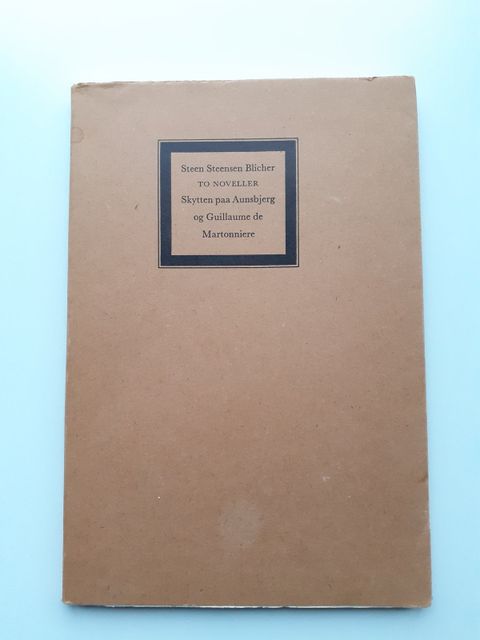 Steen Steensen Blicher
TO NOVELLER
Skytten paa Aunsbjerg
og Guillaume de
Martonniere